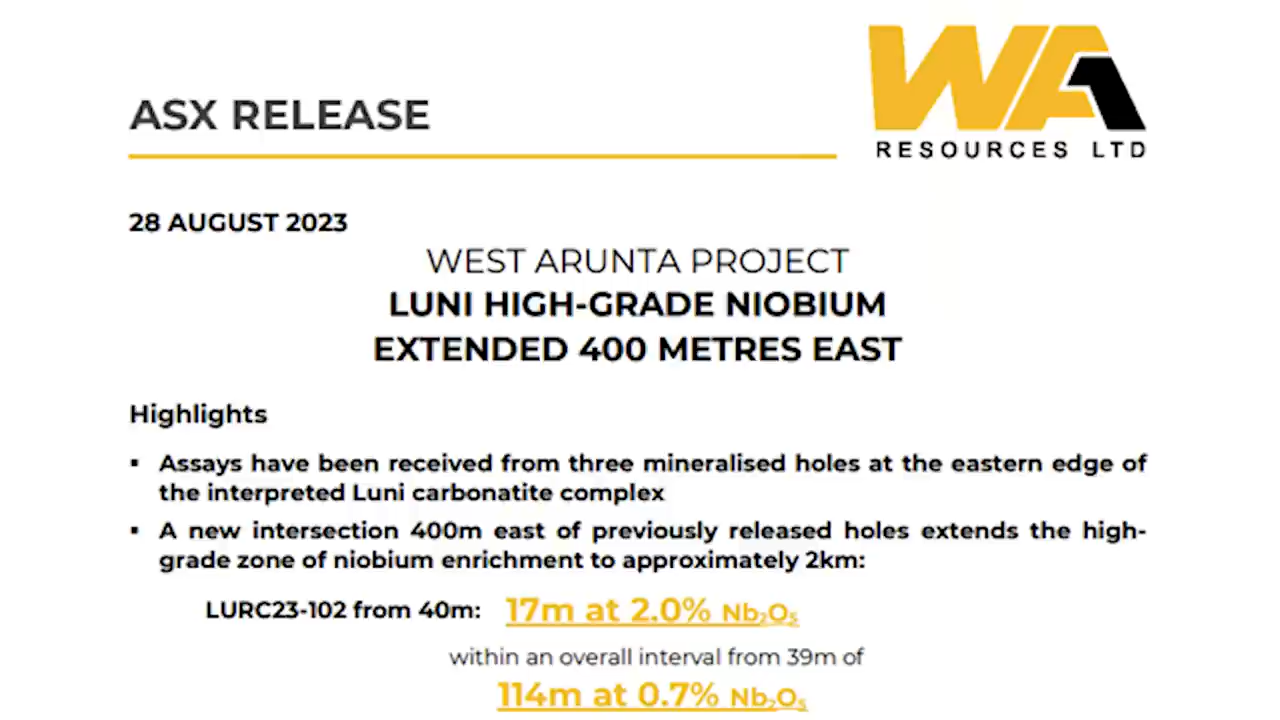 WA1
RESOURCES LTD
ASX RELEASE
28 AUGUST 2023
WEST ARUNTA PROJECT
LUNI HIGH-GRADE NIOBIUM
EXTENDED 400 METRES EAST
Highlights
▪ Assays have been received from three mineralised holes at the eastern edge of
the interpreted Luni carbonatite complex
▪ A new intersection 400m east of previously released holes extends the high-
grade zone of niobium enrichment to approximately 2km:
LURC23-102 from 40m: 17m at 2.0% Nb₂O₅
within an overall interval from 39m of
114m at 0.7% Nb₂O₅